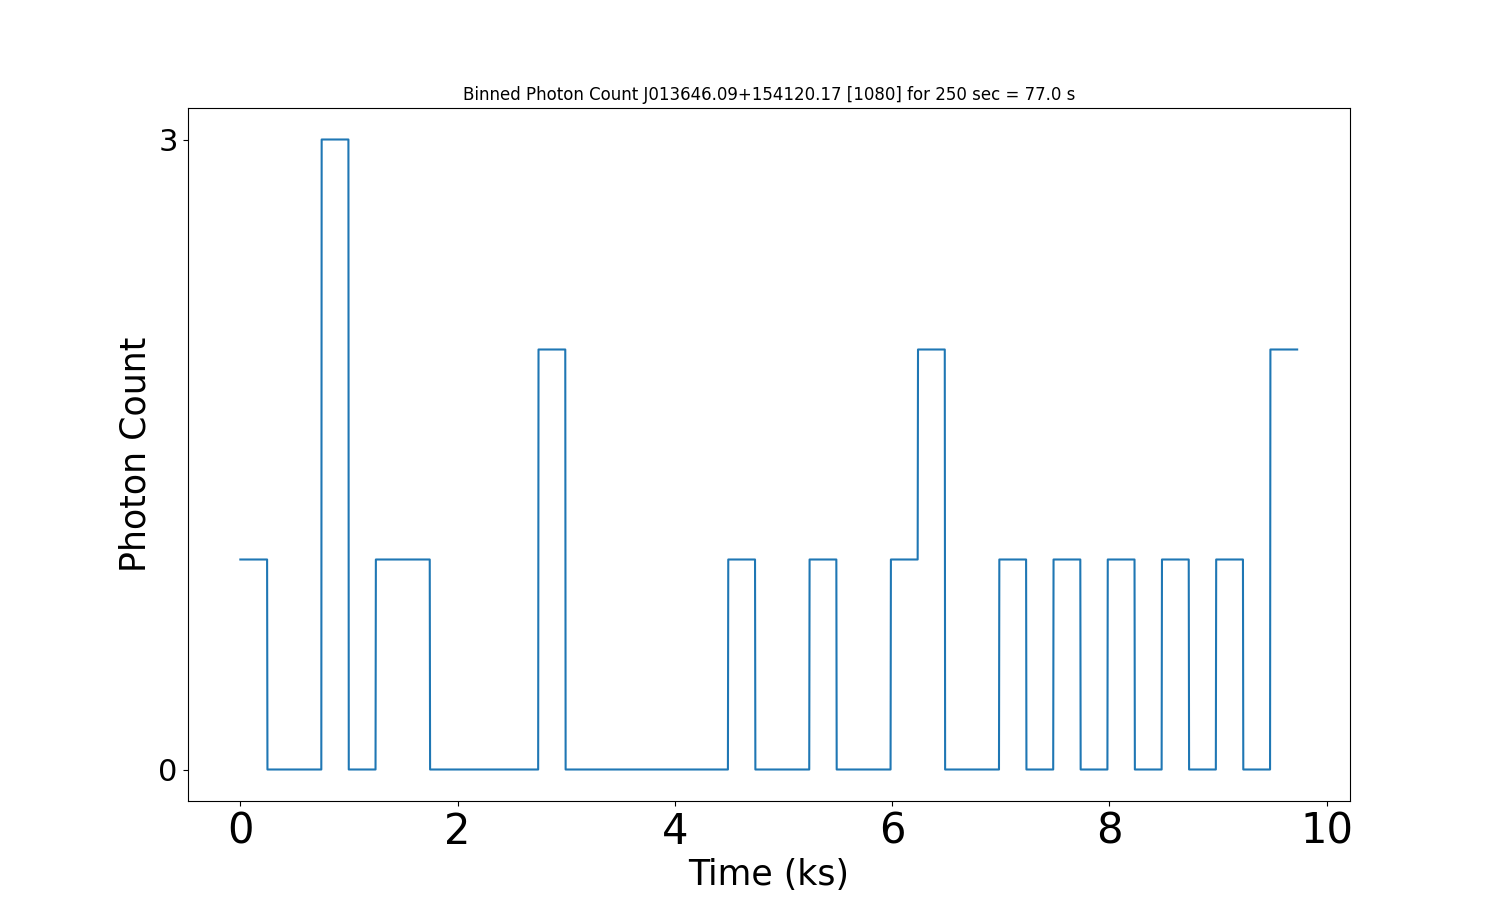 Binned Photon Count J013646.09+154120.17 [1080] for 250 sec = 77.0 s
3
Photon Count
0
0 2 4 6 8 10
Time (ks)